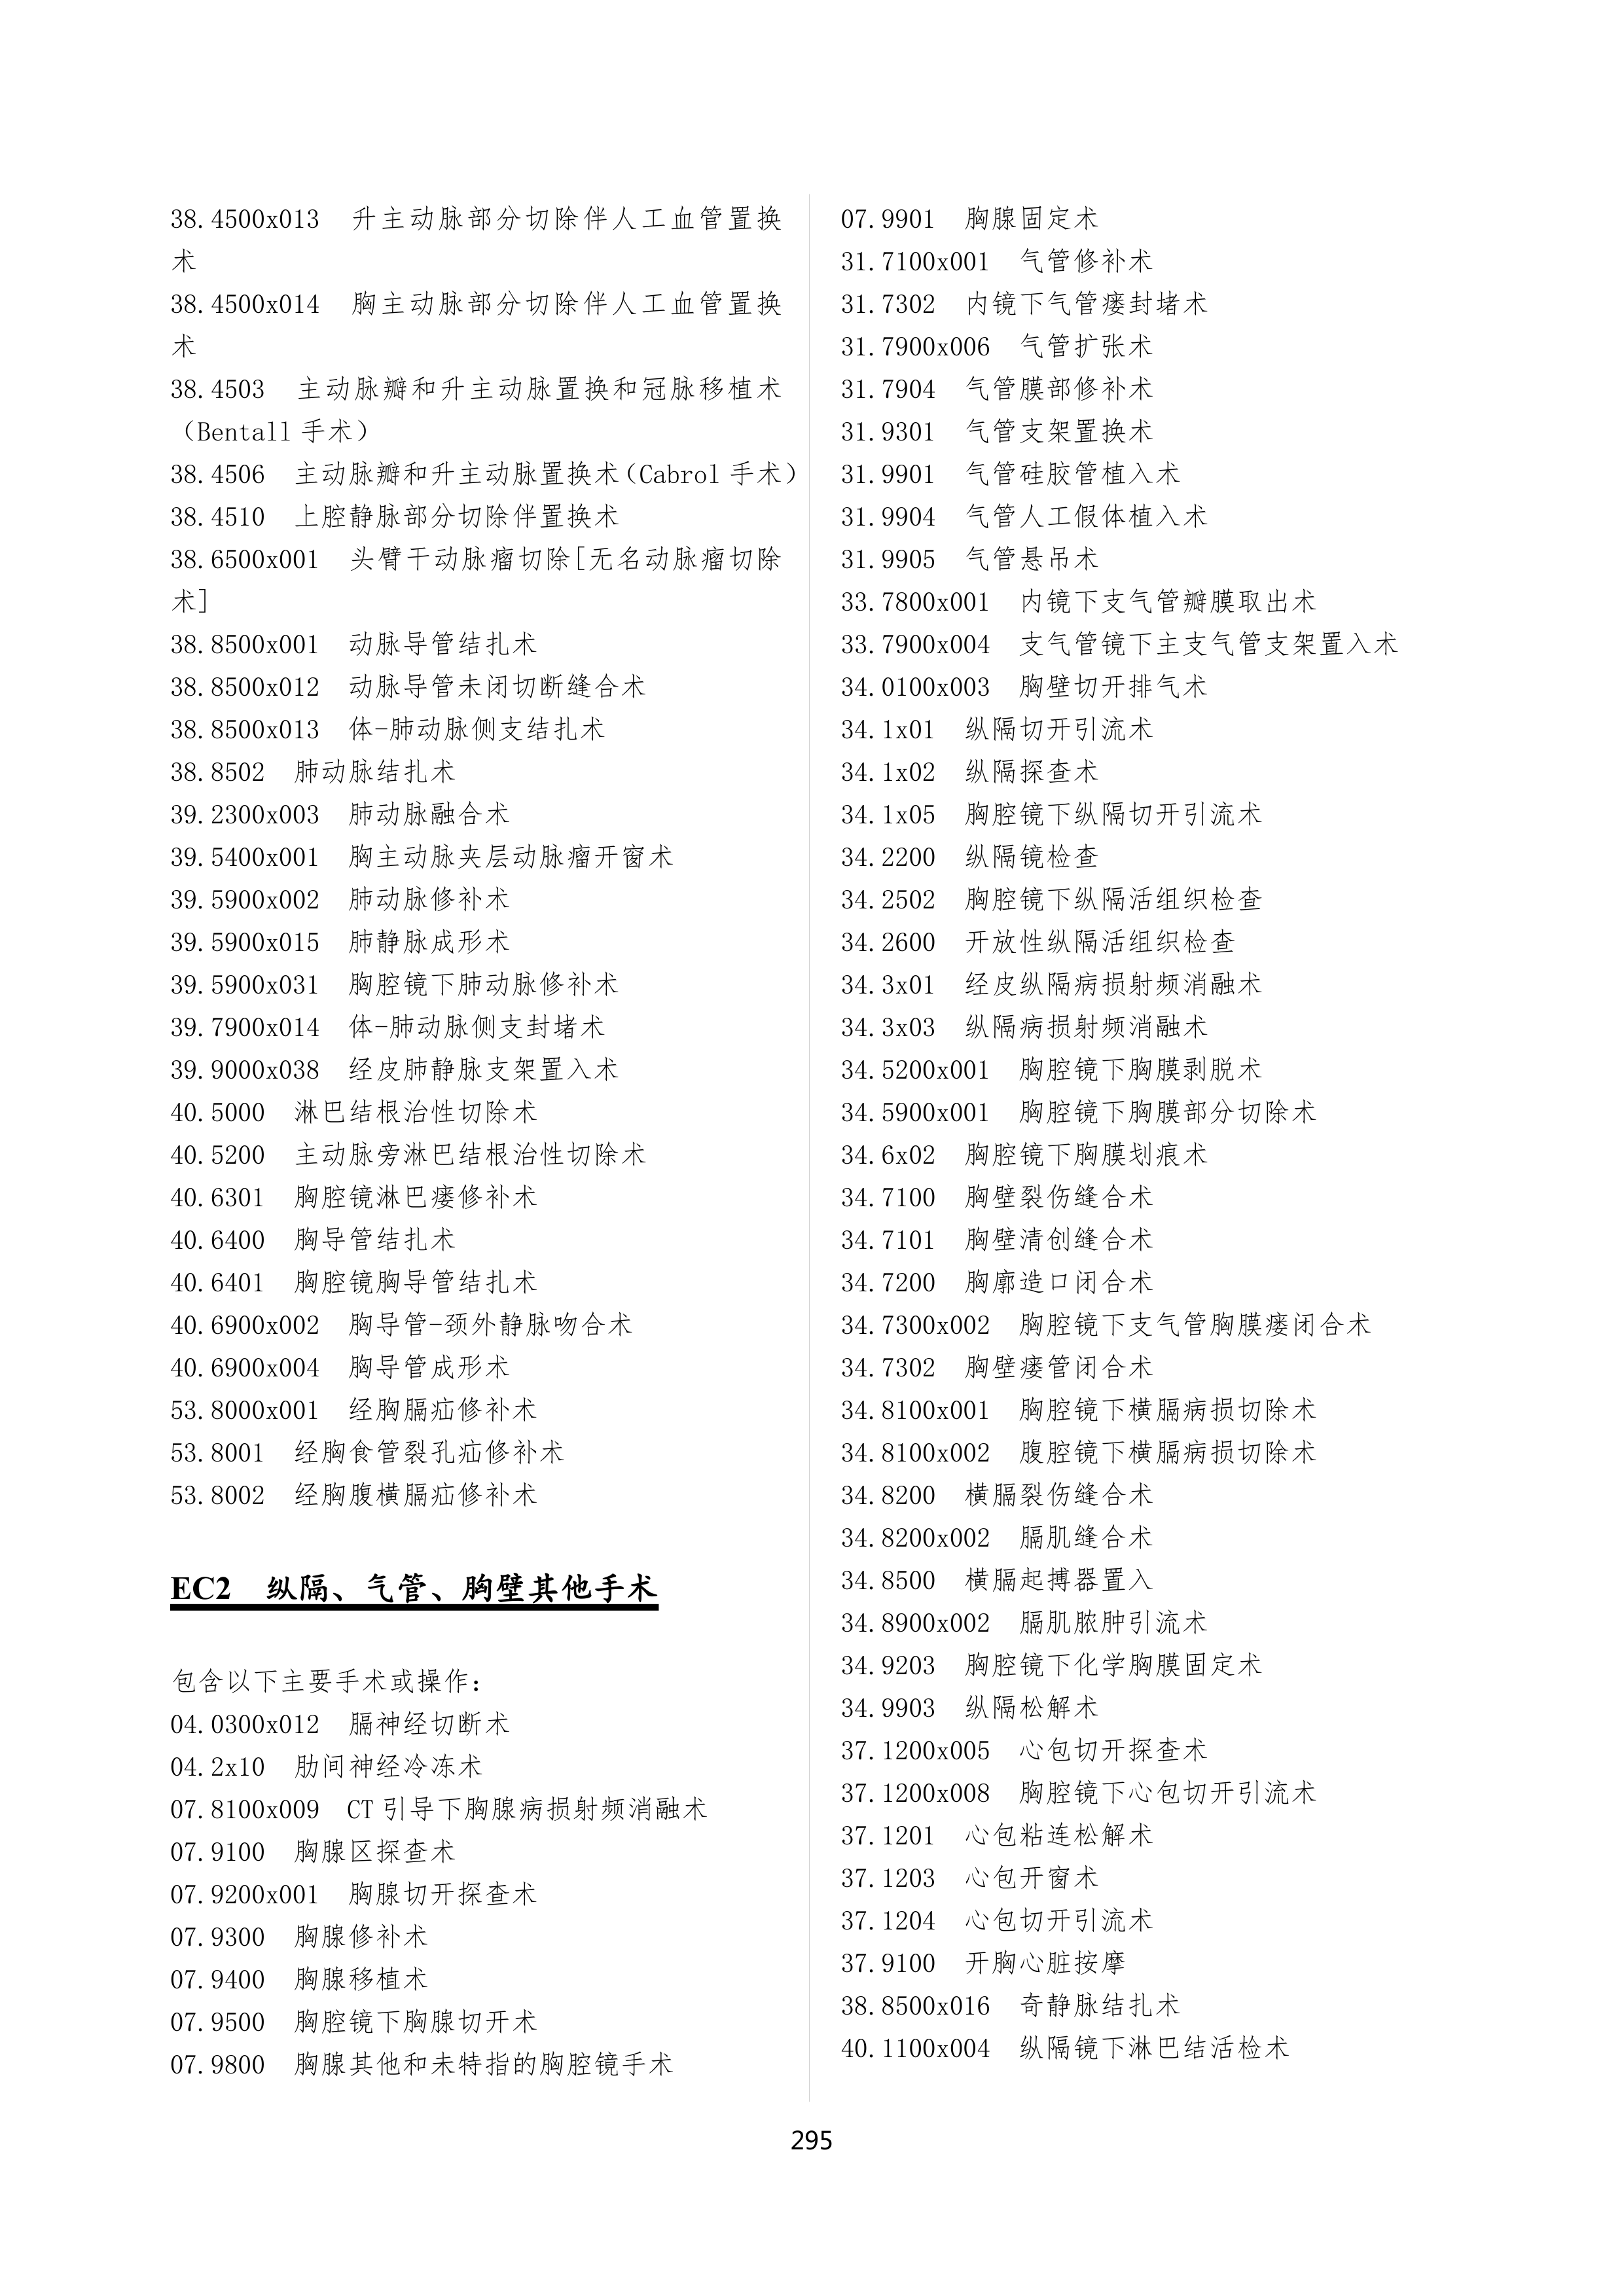 38.4500x013 升主动脉部分切除伴人工血管置换
术
38.4500x014 胸主动脉部分切除伴人工血管置换
术
38.4503 主动脉瓣和升主动脉置换和冠脉移植术
（Bentall 手术）
38.4506 主动脉瓣和升主动脉置换术（Cabrol 手术）
38.4510 上腔静脉部分切除伴置换术
38.6500x001 头臂干动脉瘤切除[无名动脉瘤切除
术]
38.8500x001 动脉导管结扎术
38.8500x012 动脉导管未闭切断缝合术
38.8500x013 体-肺动脉侧支结扎术
38.8502 肺动脉结扎术
39.2300x003 肺动脉融合术
39.5400x001 胸主动脉夹层动脉瘤开窗术
39.5900x002 肺动脉修补术
39.5900x015 肺静脉成形术
39.5900x031 胸腔镜下肺动脉修补术
39.7900x014 体-肺动脉侧支封堵术
39.9000x038 经皮肺静脉支架置入术
40.5000 淋巴结根治性切除术
40.5200 主动脉旁淋巴结根治性切除术
40.6301 胸腔镜淋巴瘘修补术
40.6400 胸导管结扎术
40.6401 胸腔镜胸导管结扎术
40.6900x002 胸导管-颈外静脉吻合术
40.6900x004 胸导管成形术
53.8000x001 经胸膈疝修补术
53.8001 经胸食管裂孔疝修补术
53.8002 经胸腹横膈疝修补术
EC2 纵隔、气管、胸壁其他手术
包含以下主要手术或操作：
04.0300x012 膈神经切断术
04.2x10 肋间神经冷冻术
07.8100x009 CT 引导下胸腺病损射频消融术
07.9100 胸腺区探查术
07.9200x001 胸腺切开探查术
07.9300 胸腺修补术
07.9400 胸腺移植术
07.9500 胸腔镜下胸腺切开术
07.9800 胸腺其他和未特指的胸腔镜手术
07.9901 胸腺固定术
31.7100x001 气管修补术
31.7302 内镜下气管瘘封堵术
31.7900x006 气管扩张术
31.7904 气管膜部修补术
31.9301 气管支架置换术
31.9901 气管硅胶管植入术
31.9904 气管人工假体植入术
31.9905 气管悬吊术
33.7800x001 内镜下支气管瓣膜取出术
33.7900x004 支气管镜下主支气管支架置入术
34.0100x003 胸壁切开排气术
34.1x01 纵隔切开引流术
34.1x02 纵隔探查术
34.1x05 胸腔镜下纵隔切开引流术
34.2200 纵隔镜检查
34.2502 胸腔镜下纵隔活组织检查
34.2600 开放性纵隔活组织检查
34.3x01 经皮纵隔病损射频消融术
34.3x03 纵隔病损射频消融术
34.5200x001 胸腔镜下胸膜剥脱术
34.5900x001 胸腔镜下胸膜部分切除术
34.6x02 胸腔镜下胸膜划痕术
34.7100 胸壁裂伤缝合术
34.7101 胸壁清创缝合术
34.7200 胸廓造口闭合术
34.7300x002 胸腔镜下支气管胸膜瘘闭合术
34.7302 胸壁瘘管闭合术
34.8100x001 胸腔镜下横膈病损切除术
34.8100x002 腹腔镜下横膈病损切除术
34.8200 横膈裂伤缝合术
34.8200x002 膈肌缝合术
34.8500 横膈起搏器置入
34.8900x002 膈肌脓肿引流术
34.9203 胸腔镜下化学胸膜固定术
34.9903 纵隔松解术
37.1200x005 心包切开探查术
37.1200x008 胸腔镜下心包切开引流术
37.1201 心包粘连松解术
37.1203 心包开窗术
37.1204 心包切开引流术
37.9100 开胸心脏按摩
38.8500x016 奇静脉结扎术
40.1100x004 纵隔镜下淋巴结活检术
295